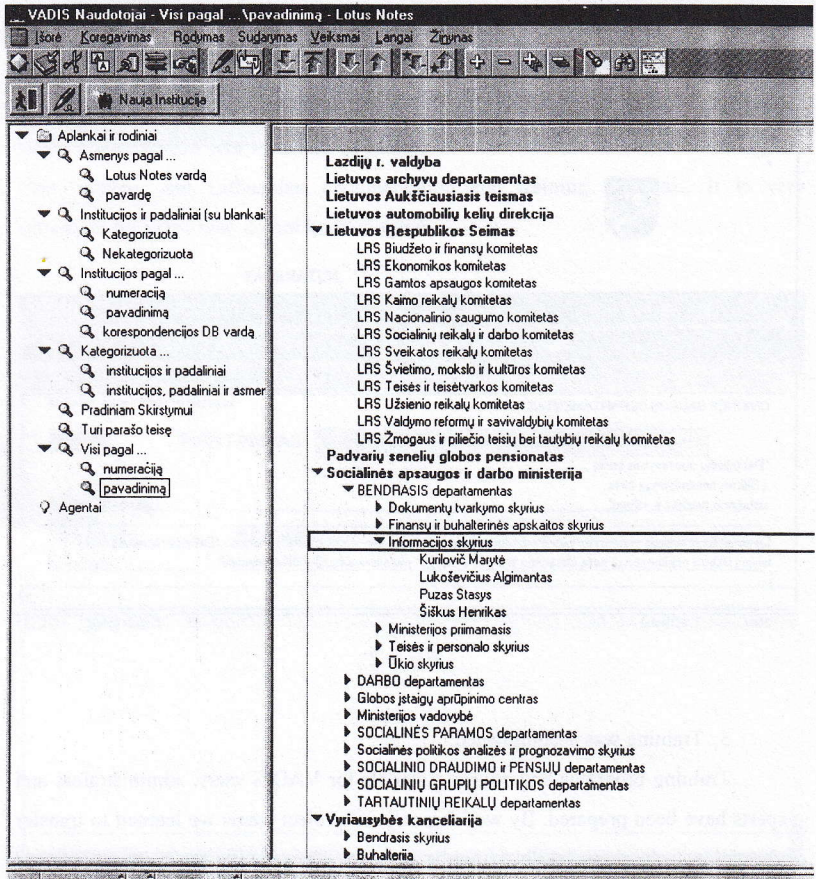 VADIS Naudotojai - Visi pagal ...\pavadinimą - Lotus Notes
Išorė Koregavimas Rodymas Sudarymas Veiksmai Langai Žinynas
Nauja Institucija
Aplankai ir rodiniai
Asmenys pagal ...
Lotus Notes vardą
pavardę
Institucijos ir padaliniai (su blankai
Kategorizuota
Nekategorizuota
Institucijos pagal ...
numeraciją
pavadinimą
korespondencijos DB vardą
Kategorizuota ...
institucijos ir padaliniai
institucijos, padaliniai ir asmer
Pradiniam Skirstymui
Turi parašo teisę
Visi pagal ...
numeraciją
pavadinimą
Agentai
Lazdijų r. valdyba
Lietuvos archyvų departamentas
Lietuvos Aukščiausiasis teismas
Lietuvos automobilių kelių direkcija
Lietuvos Respublikos Seimas
LRS Biudžeto ir finansų komitetas
LRS Ekonomikos komitetas
LRS Gamtos apsaugos komitetas
LRS Kaimo reikalų komitetas
LRS Nacionalinio saugumo komitetas
LRS Socialinių reikalų ir darbo komitetas
LRS Sveikatos reikalų komitetas
LRS Švietimo, mokslo ir kultūros komitetas
LRS Teisės ir teisėtvarkos komitetas
LRS Užsienio reikalų komitetas
LRS Valdymo reformų ir savivaldybių komitetas
LRS Žmogaus ir piliečio teisių bei tautybių reikalų komitetas
Padvarių senelių globos pensionatas
Socialinės apsaugos ir darbo ministerija
BENDRASIS departamentas
Dokumentų tvarkymo skyrius
Finansų ir buhalterinės apskaitos skyrius
Informacijos skyrius
Kurilovič Marytė
Lukoševičius Algimantas
Puzas Stasys
Šiškus Henrikas
Ministerijos priimamasis
Teisės ir personalo skyrius
Ūkio skyrius
DARBO departamentas
Globos įstaigų aprūpinimo centras
Ministerijos vadovybė
SOCIALINĖS PARAMOS departamentas
Socialinės politikos analizės ir prognozavimo skyrius
SOCIALINIO DRAUDIMO ir PENSIJŲ departamentas
SOCIALINIŲ GRUPIŲ POLITIKOS departamentas
TARTAUTINIŲ REIKALŲ departamentas
Vyriausybės kanceliarija
Bendrasis skyrius
Buhalterija